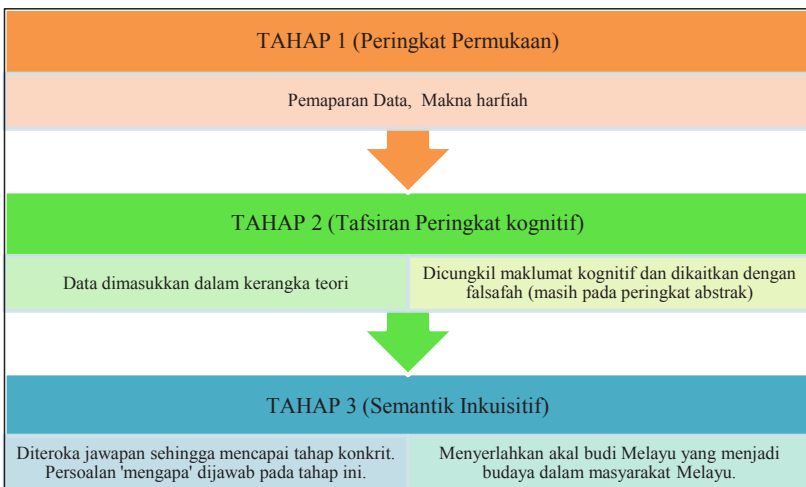 TAHAP 1 (Peringkat Permukaan)
Pemaparan Data, Makna harfiah
TAHAP 2 (Tafsiran Peringkat kognitif)
Data dimasukkan dalam kerangka teori
Dicungkil maklumat kognitif dan dikaitkan dengan
falsafah (masih pada peringkat abstrak)
TAHAP 3 (Semantik Inkuisitif)
Diteroka jawapan sehingga mencapai tahap konkrit.
Persoalan 'mengapa' dijawab pada tahap ini.
Menyerlahkan akal budi Melayu yang menjadi
budaya dalam masyarakat Melayu.